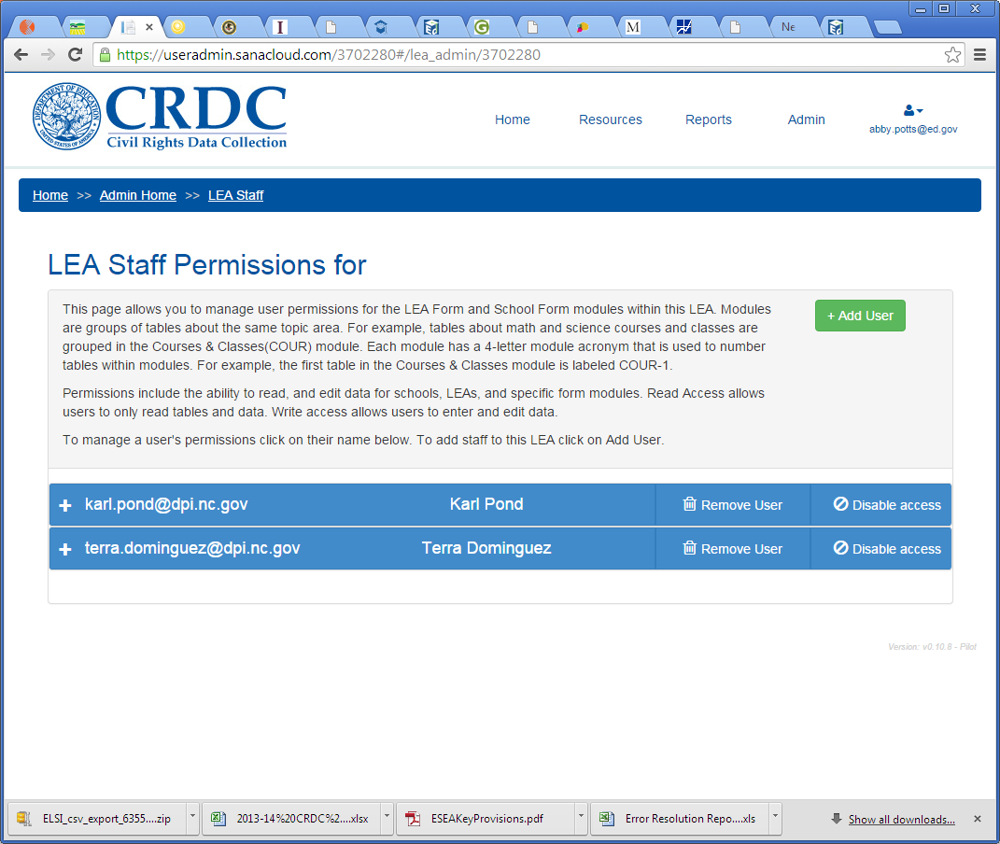 I
G
M
Ne
https://useradmin.sanacloud.com/3702280#/lea_admin/3702280
DEPARTMENT OF EDUCATION
UNITED STATES OF AMERICA
CRDC
Civil Rights Data Collection
Home Resources Reports Admin
abby.potts@ed.gov
Home >> Admin Home >> LEA Staff
LEA Staff Permissions for
This page allows you to manage user permissions for the LEA Form and School Form modules within this LEA. Modules
are groups of tables about the same topic area. For example, tables about math and science courses and classes are
grouped in the Courses & Classes(COUR) module. Each module has a 4-letter module acronym that is used to number
tables within modules. For example, the first table in the Courses & Classes module is labeled COUR-1.
+ Add User
Permissions include the ability to read, and edit data for schools, LEAs, and specific form modules. Read Access allows
users to only read tables and data. Write access allows users to enter and edit data.
To manage a user's permissions click on their name below. To add staff to this LEA click on Add User.
karl.pond@dpi.nc.gov Karl Pond Remove User Disable access
terra.dominguez@dpi.nc.gov Terra Dominguez Remove User Disable access
Version: v0.10.8 - Pilot
ELSI_csv_export_6355....zip 2013-14%20CRDC%2....xlsx ESEAKeyProvisions.pdf Error Resolution Repo....xls Show all downloads...